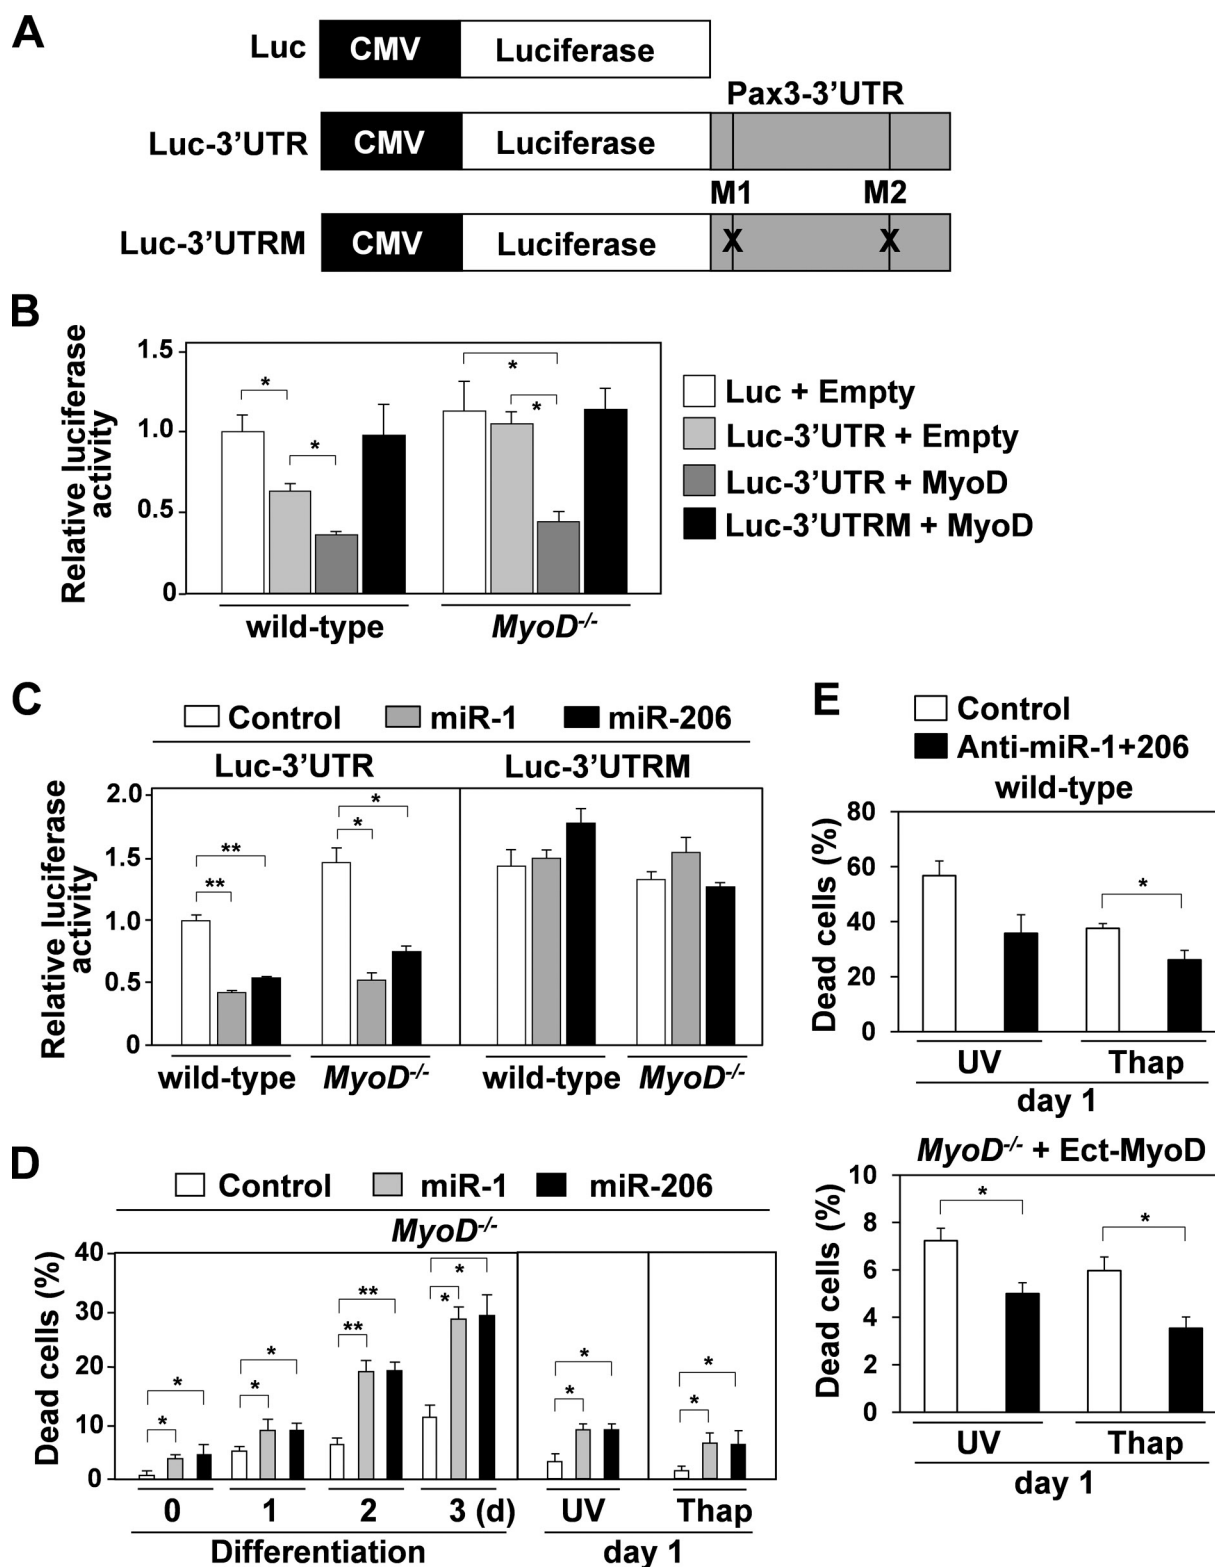 A
Luc CMV Luciferase
Pax3-3’UTR
Luc-3’UTR CMV Luciferase
M1 M2
Luc-3’UTRM CMV Luciferase X X
B
Relative luciferase
activity
1.5
1.0
0.5
0
* * * *
wild-type MyoD-/-
Luc + Empty
Luc-3’UTR + Empty
Luc-3’UTR + MyoD
Luc-3’UTRM + MyoD
C
Control miR-1 miR-206
Luc-3’UTR Luc-3’UTRM
Relative luciferase
activity
2.0
1.5
1.0
0.5
0
** ** * *
wild-type MyoD-/- wild-type MyoD-/-
D
Control miR-1 miR-206
MyoD-/-
Dead cells (%)
40
30
20
10
0
* * * * ** ** * * * * * *
0 1 2 3 (d) UV Thap
Differentiation day 1
E
Control
Anti-miR-1+206
wild-type
Dead cells (%)
80
60
40
20
0
*
UV Thap
day 1
MyoD-/- + Ect-MyoD
Dead cells (%)
10
8
6
4
2
0
* *
UV Thap
day 1